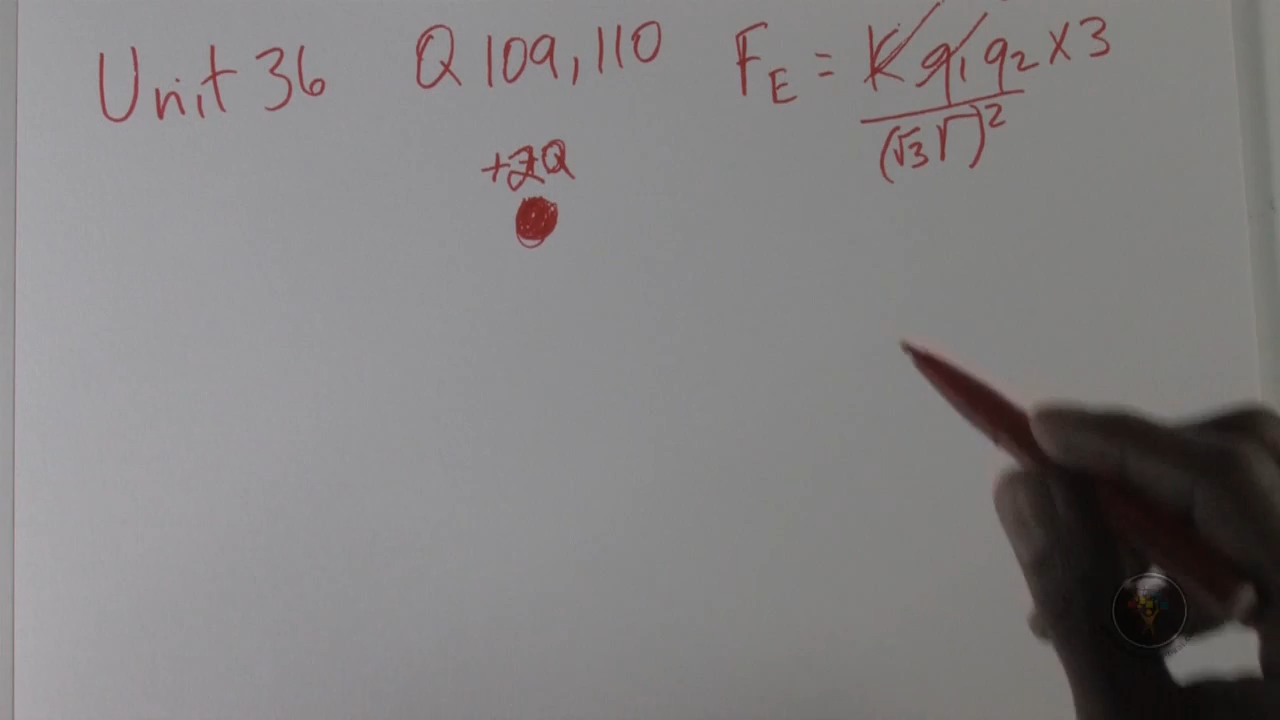 Unit 36 Q 109, 110 F_E = K q₁ q₂ x 3
(√3 r)²
+2Q